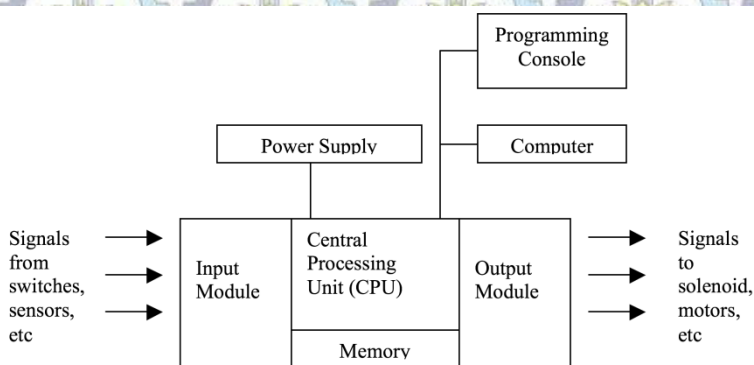 Programming
Console
Power Supply
Computer
Signals
from
switches,
sensors,
etc
Input
Module
Central
Processing
Unit (CPU)
Output
Module
Signals
to
solenoid,
motors,
etc
Memory